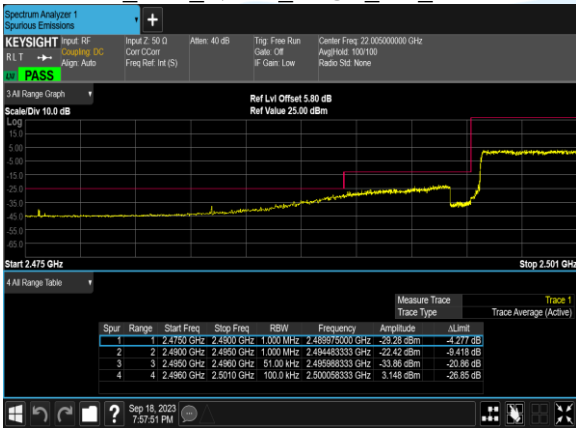 Spectrum Analyzer 1
Spurious Emissions
+
KEYSIGHT Input: RF Input Z: 50 Ω Atten: 40 dB Trig: Free Run Center Freq: 22.005000000 GHz
RLT Coupling: DC Corr CCorr Gate: Off Avg|Hold: 100/100
Align: Auto Freq Ref: Int (S) IF Gain: Low Radio Std: None
PASS
3 All Range Graph
Ref Lvl Offset 5.80 dB
Scale/Div 10.0 dB Ref Value 25.00 dBm
Log
15.0
5.00
-5.00
-15.0
-25.0
-35.0
-45.0
-55.0
-65.0
Start 2.475 GHz Stop 2.501 GHz
4 All Range Table
Measure Trace Trace 1
Trace Type Trace Average (Active)
Spur Range Start Freq Stop Freq RBW Frequency Amplitude ΔLimit
1 1 2.4750 GHz 2.4900 GHz 1.000 MHz 2.489975000 GHz -29.28 dBm -4.277 dB
2 2 2.4900 GHz 2.4950 GHz 1.000 MHz 2.494483333 GHz -22.42 dBm -9.418 dB
3 3 2.4950 GHz 2.4960 GHz 51.00 kHz 2.495988333 GHz -33.86 dBm -20.86 dB
4 4 2.4960 GHz 2.5010 GHz 100.0 kHz 2.500058333 GHz 3.148 dBm -26.85 dB
? Sep 18, 2023
7:57:51 PM